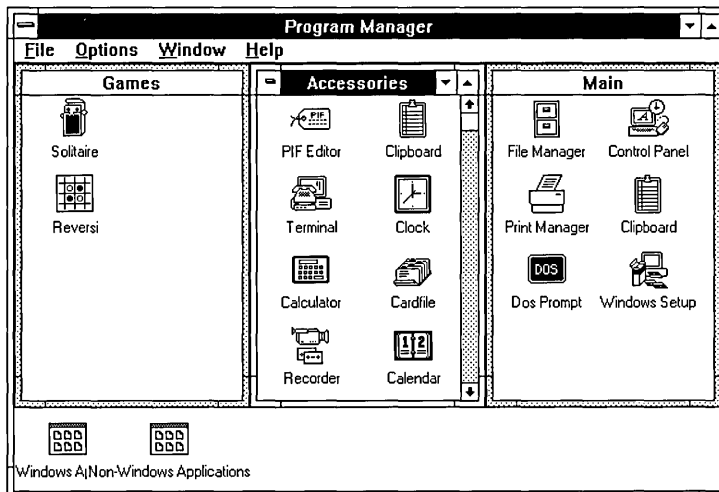 Program Manager
File Options Window Help
Games
Solitaire
Reversi
Accessories
PIF
PIF Editor Clipboard
Terminal Clock
Calculator Cardfile
12
Recorder Calendar
Main
File Manager Control Panel
Print Manager Clipboard
DOS
Dos Prompt Windows Setup
Windows A Non-Windows Applications